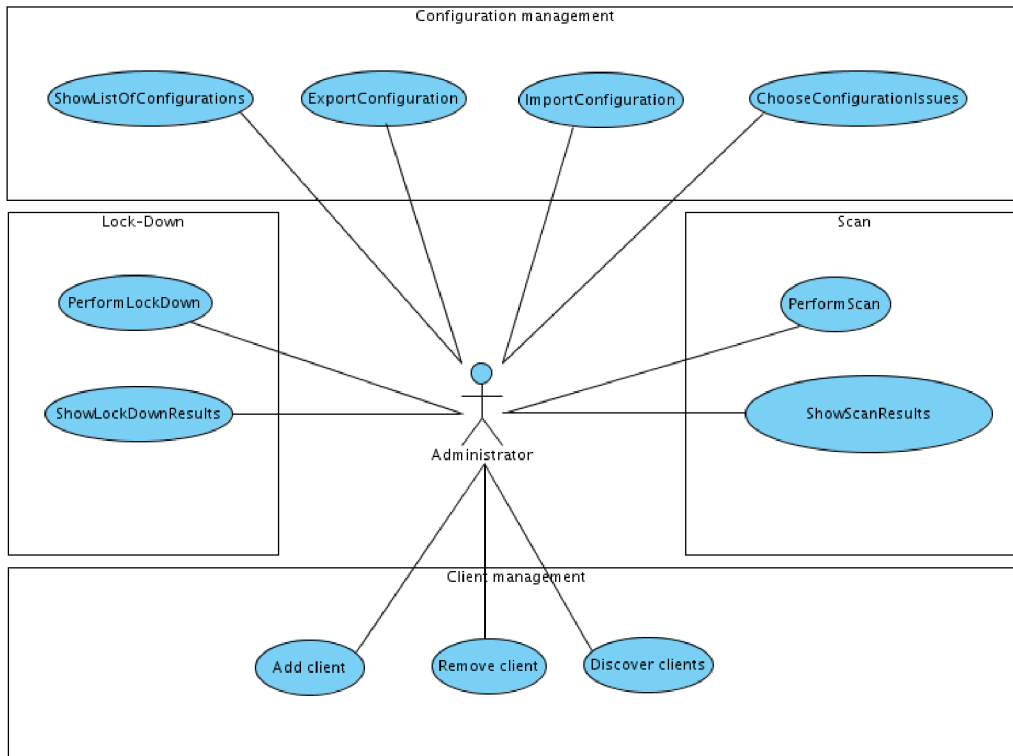 Configuration management
ShowListOfConfigurations
ExportConfiguration
ImportConfiguration
ChooseConfigurationIssues
Lock-Down
Scan
PerformLockDown
PerformScan
ShowLockDownResults
ShowScanResults
Administrator
Client management
Add client
Remove client
Discover clients